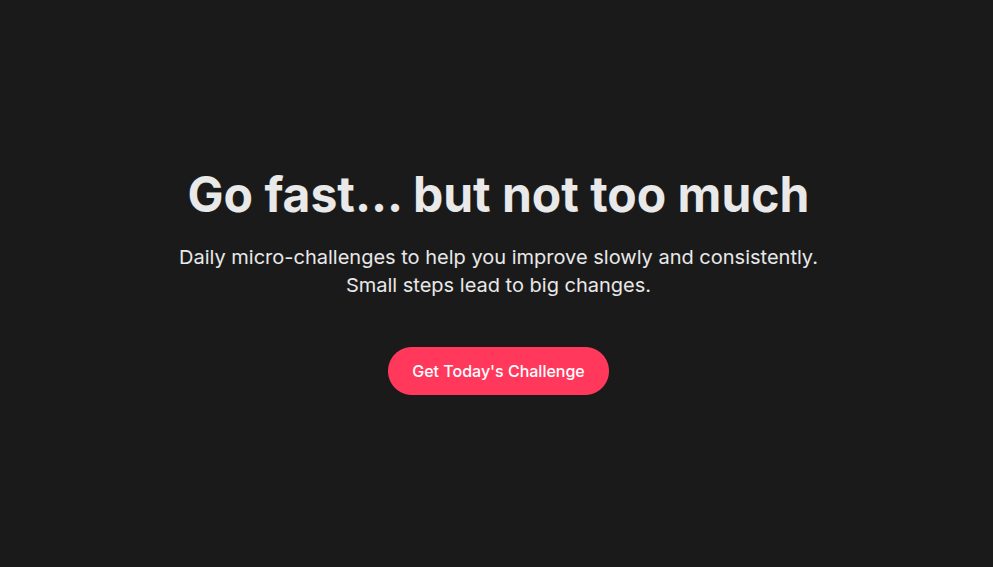 Go fast... but not too much
Daily micro-challenges to help you improve slowly and consistently.
Small steps lead to big changes.
Get Today's Challenge